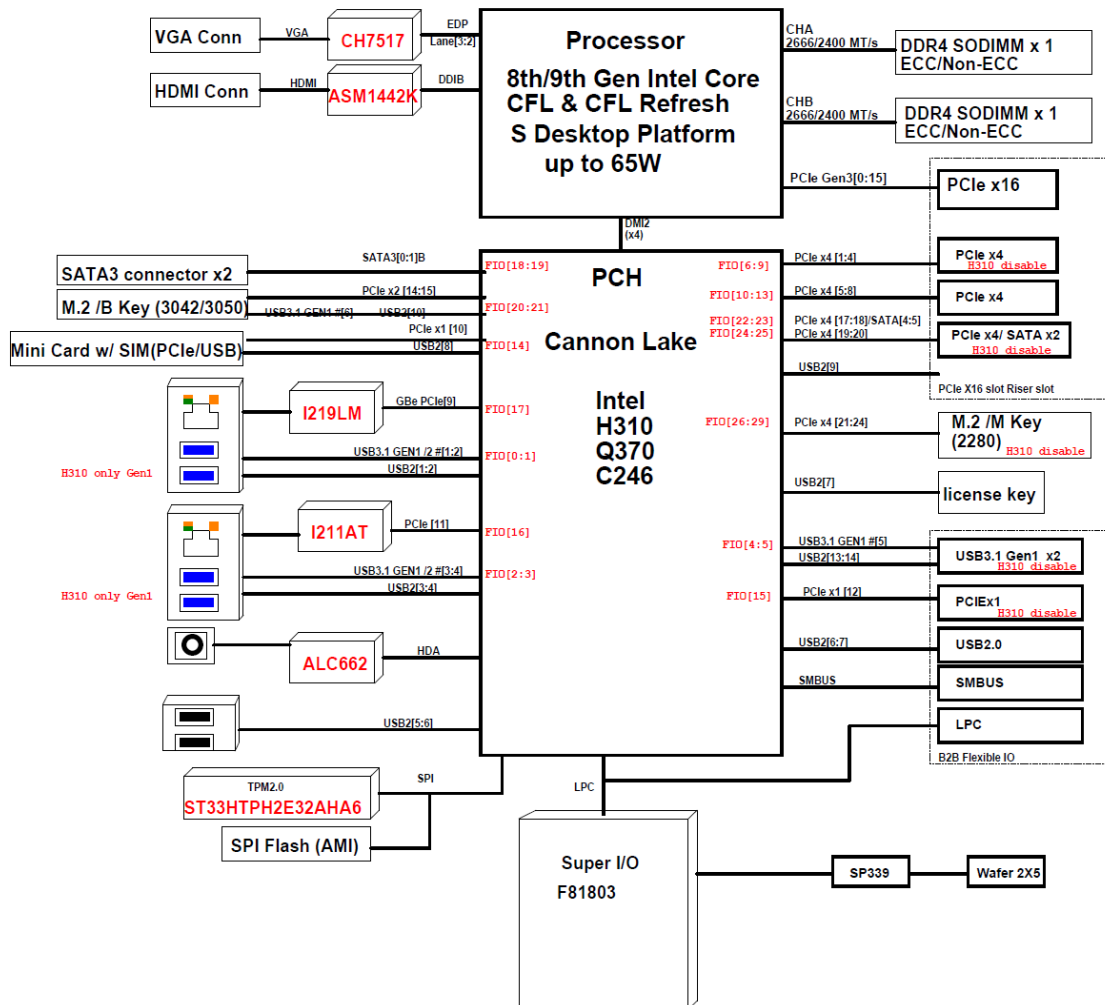 VGA Conn
VGA
CH7517
EDP
Lane[3:2]
HDMI Conn
HDMI
ASM1442K
DDIB
Processor
8th/9th Gen Intel Core
CFL & CFL Refresh
S Desktop Platform
up to 65W
CHA
2666/2400 MT/s
DDR4 SODIMM x 1
ECC/Non-ECC
CHB
2666/2400 MT/s
DDR4 SODIMM x 1
ECC/Non-ECC
PCIe Gen3[0:15]
PCIe x16
DMI2
(x4)
SATA3 connector x2
SATA3[0:1]B
FIO[18:19]
M.2 /B Key (3042/3050)
PCIe x2 [14:15]
USB3.1 GEN1 #[6]
USB2[10]
FIO[20:21]
Mini Card w/ SIM(PCIe/USB)
PCIe x1 [10]
USB2[8]
FIO[14]
PCH
Cannon Lake
Intel
H310
Q370
C246
FIO[6:9]
PCIe x4 [1:4]
PCIe x4
H310 disable
FIO[10:13]
PCIe x4 [5:8]
PCIe x4
FIO[22:23]
FIO[24:25]
PCIe x4 [17:18]/SATA[4:5]
PCIe x4 [19:20]
PCIe x4/ SATA x2
H310 disable
USB2[9]
PCIe X16 slot Riser slot
I219LM
GBe PCIe[9]
FIO[17]
H310 only Gen1
USB3.1 GEN1 /2 #[1:2]
USB2[1:2]
FIO[0:1]
FIO[26:29]
PCIe x4 [21:24]
M.2 /M Key
(2280)
H310 disable
USB2[7]
license key
I211AT
PCIe [11]
FIO[16]
H310 only Gen1
USB3.1 GEN1 /2 #[3:4]
USB2[3:4]
FIO[2:3]
FIO[4:5]
USB3.1 GEN1 #[5]
USB2[13:14]
USB3.1 Gen1 x2
H310 disable
FIO[15]
PCIe x1 [12]
PCIEx1
H310 disable
ALC662
HDA
USB2[6:7]
USB2.0
SMBUS
SMBUS
USB2[5:6]
LPC
B2B Flexible IO
TPM2.0
ST33HTPH2E32AHA6
SPI
SPI Flash (AMI)
LPC
Super I/O
F81803
SP339
Wafer 2X5